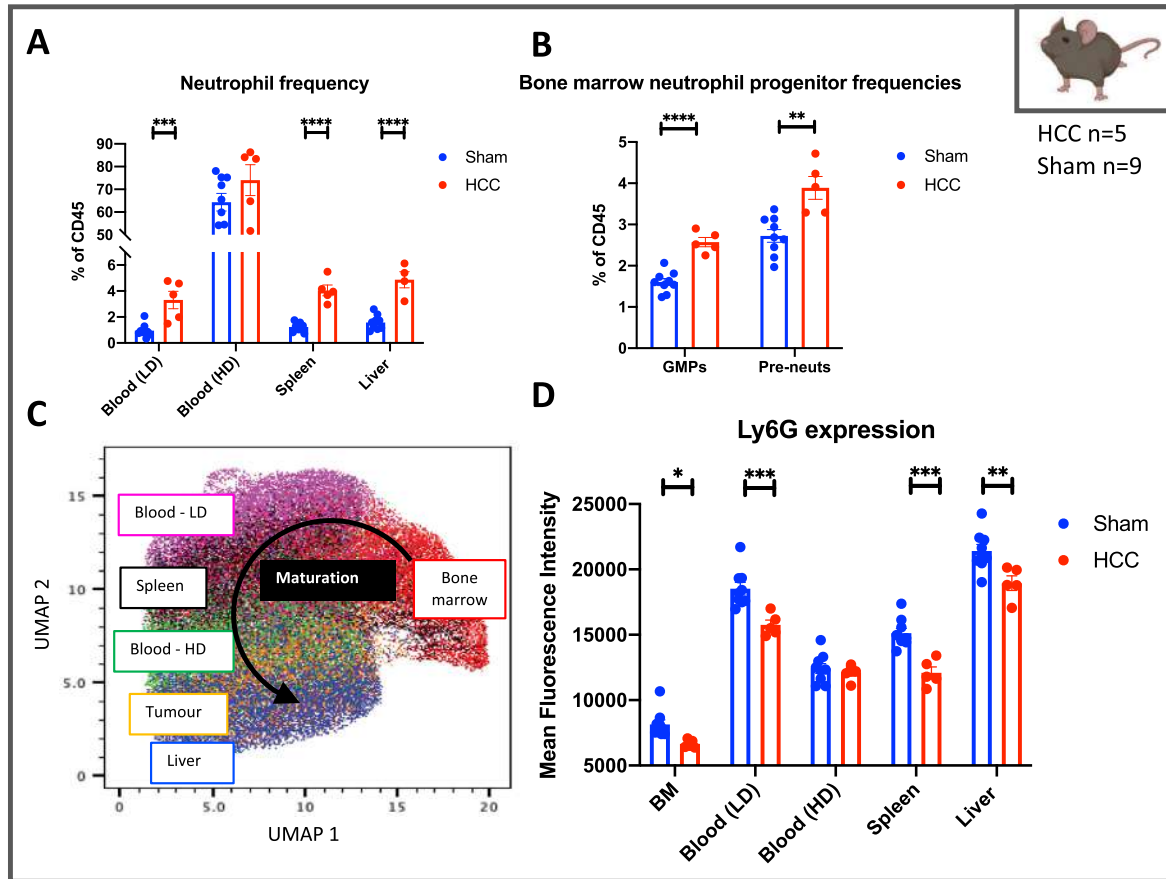 A
Neutrophil frequency
***
****
****
90
80
70
60
50
6
4
2
0
% of CD45
Sham
HCC
Blood (LD)
Blood (HD)
Spleen
Liver
B
Bone marrow neutrophil progenitor frequencies
****
**
5
4
3
2
1
0
% of CD45
Sham
HCC
GMPs
Pre-neuts
HCC n=5
Sham n=9
C
15
10
5.0
0
UMAP 2
Blood - LD
Spleen
Blood - HD
Tumour
Liver
Maturation
Bone
marrow
0
5.0
10
15
20
UMAP 1
D
Ly6G expression
*
***
***
**
25000
20000
15000
10000
5000
Mean Fluorescence Intensity
Sham
HCC
BM
Blood (LD)
Blood (HD)
Spleen
Liver